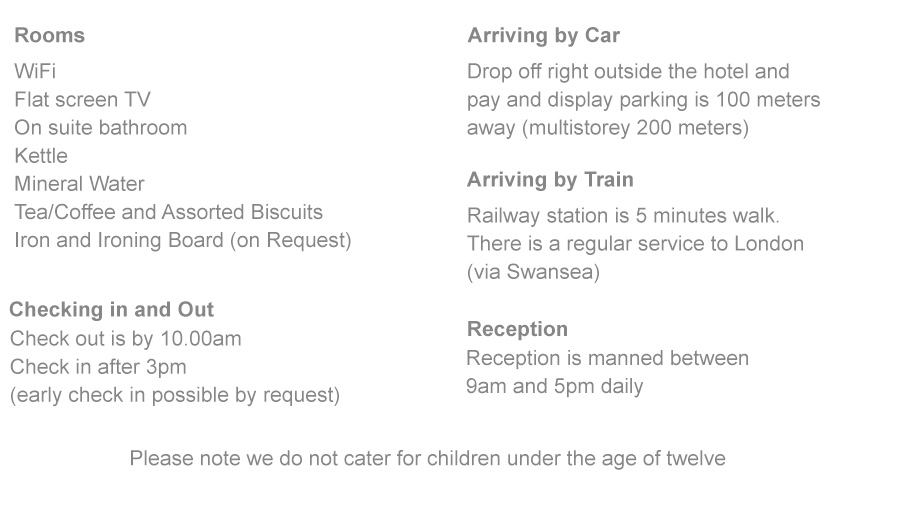 Rooms
WiFi
Flat screen TV
On suite bathroom
Kettle
Mineral Water
Tea/Coffee and Assorted Biscuits
Iron and Ironing Board (on Request)
Checking in and Out
Check out is by 10.00am
Check in after 3pm
(early check in possible by request)
Arriving by Car
Drop off right outside the hotel and
pay and display parking is 100 meters
away (multistorey 200 meters)
Arriving by Train
Railway station is 5 minutes walk.
There is a regular service to London
(via Swansea)
Reception
Reception is manned between
9am and 5pm daily
Please note we do not cater for children under the age of twelve